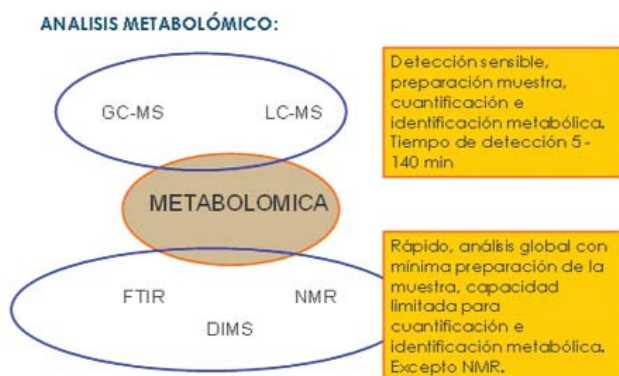 ANALISIS METABOLÓMICO:
GC-MS LC-MS
Detección sensible,
preparación muestra,
cuantificación e
identificación metabólica.
Tiempo de detección 5-
140 min
METABOLOMICA
FTIR NMR
DIMS
Rápido, análisis global con
mínima preparación de la
muestra, capacidad
limitada para
cuantificación e
identificación metabólica.
Excepto NMR.